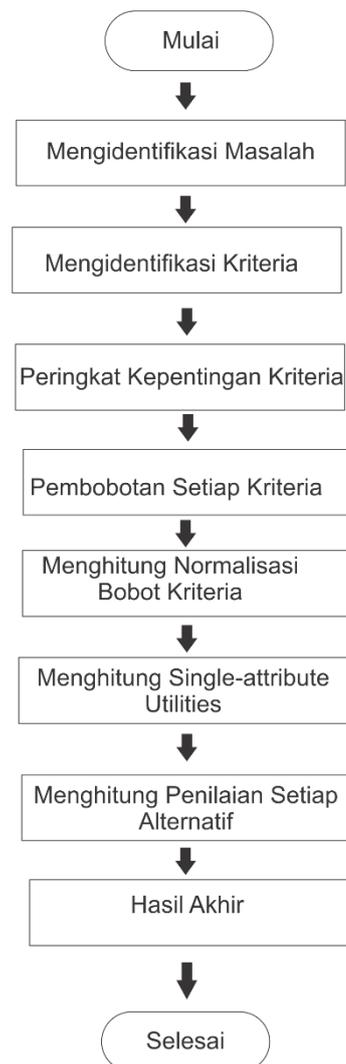 Mulai
Mengidentifikasi Masalah
Mengidentifikasi Kriteria
Peringkat Kepentingan Kriteria
Pembobotan Setiap Kriteria
Menghitung Normalisasi
Bobot Kriteria
Menghitung Single-attribute
Utilities
Menghitung Penilaian Setiap
Alternatif
Hasil Akhir
Selesai